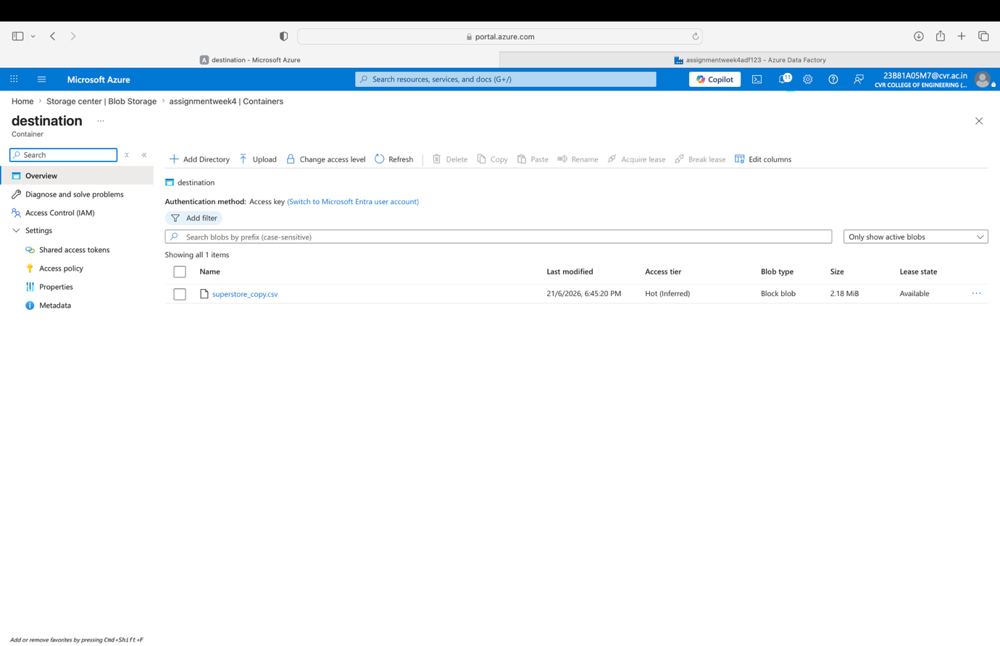 portal.azure.com
destination - Microsoft Azure
assignmentweek4adf123 - Azure Data Factory
Microsoft Azure
Search resources, services, and docs (G+/)
Copilot
11
23B81A05M7@cvr.ac.in
CVR COLLEGE OF ENGINEERING (...
Home > Storage center | Blob Storage > assignmentweek4 | Containers
destination ...
Container
Search
Add Directory Upload Change access level Refresh Delete Copy Paste Rename Acquire lease Break lease Edit columns
Overview
Diagnose and solve problems
Access Control (IAM)
Settings
Shared access tokens
Access policy
Properties
Metadata
destination
Authentication method: Access key (Switch to Microsoft Entra user account)
Add filter
Search blobs by prefix (case-sensitive)
Only show active blobs
Showing all 1 items
Name Last modified Access tier Blob type Size Lease state
superstore_copy.csv 21/6/2026, 6:45:20 PM Hot (Inferred) Block blob 2.18 MiB Available ...
Add or remove favorites by pressing Cmd+Shift+F